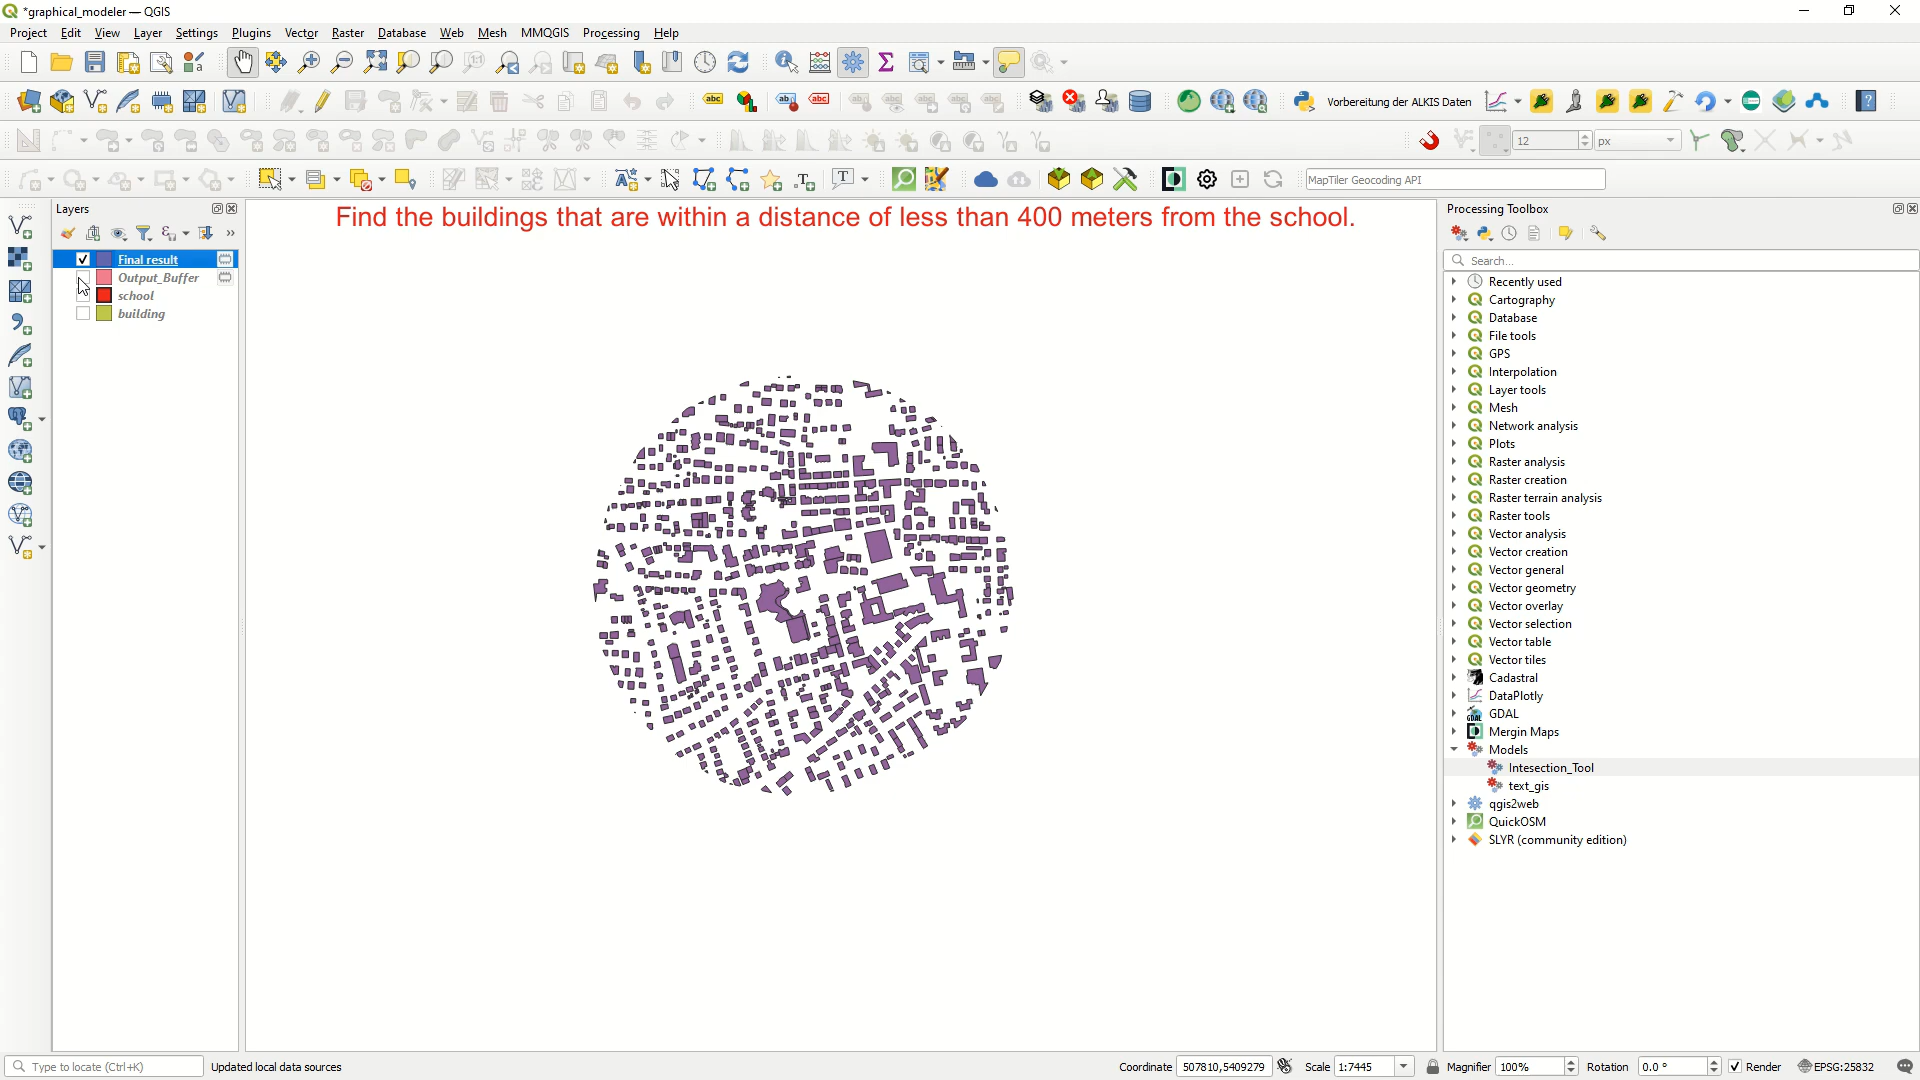 *graphical_modeler — QGIS
Project Edit View Layer Settings Plugins Vector Raster Database Web Mesh MMQGIS Processing Help
Vorbereitung der ALKIS Daten
12 px
MapTiler Geocoding API
Layers
Final result
Output_Buffer
school
building
Find the buildings that are within a distance of less than 400 meters from the school.
Processing Toolbox
Search...
Recently used
Cartography
Database
File tools
GPS
Interpolation
Layer tools
Mesh
Network analysis
Plots
Raster analysis
Raster creation
Raster terrain analysis
Raster tools
Vector analysis
Vector creation
Vector general
Vector geometry
Vector overlay
Vector selection
Vector table
Vector tiles
Cadastral
DataPlotly
GDAL
Mergin Maps
Models
Intesection_Tool
text_gis
qgis2web
QuickOSM
SLYR (community edition)
Type to locate (Ctrl+K) Updated local data sources Coordinate 507810,5409279 Scale 1:7445 Magnifier 100% Rotation 0.0 ° Render EPSG:25832